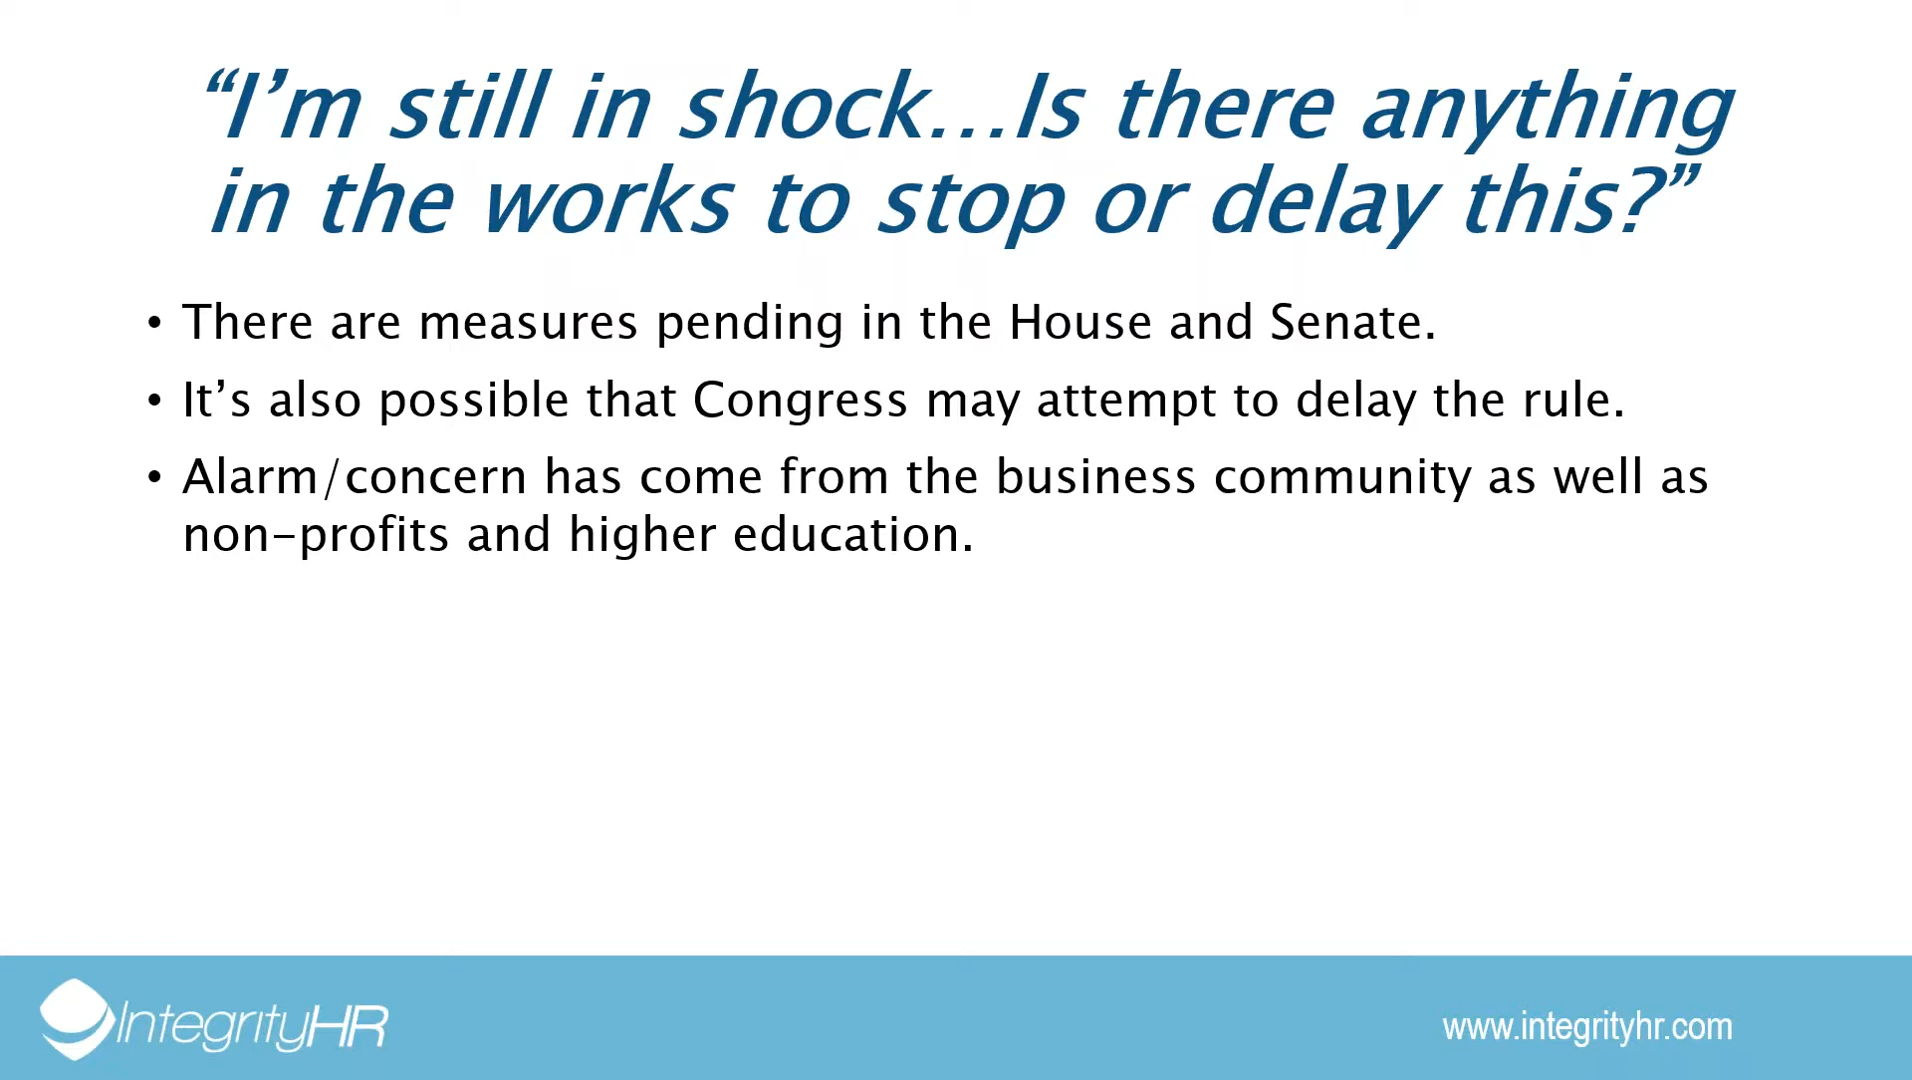 “I’m still in shock…Is there anything
in the works to stop or delay this?”
• There are measures pending in the House and Senate.
• It’s also possible that Congress may attempt to delay the rule.
• Alarm/concern has come from the business community as well as
non-profits and higher education.
IntegrityHR
www.integrityhr.com